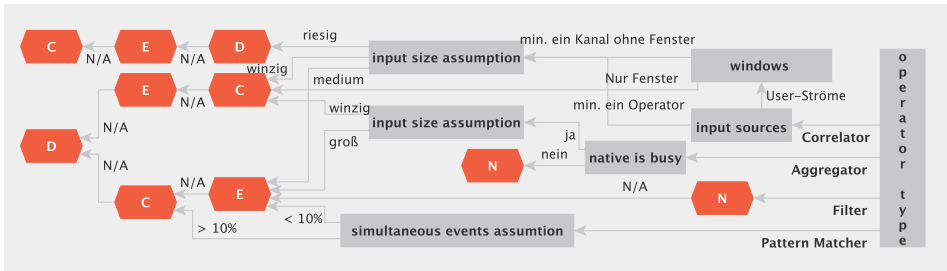 riesig
min. ein Kanal ohne Fenster
C
E
D
N/A
N/A
input size assumption
windows
winzig
medium
Nur Fenster
E
C
N/A
User-Ströme
winzig
min. ein Operator
N/A
input size assumption
input sources
Correlator
D
groß
ja
nein
native is busy
N
Aggregator
N/A
N/A
E
N/A
N
C
Filter
< 10%
> 10%
simultaneous events assumtion
Pattern Matcher
operator type